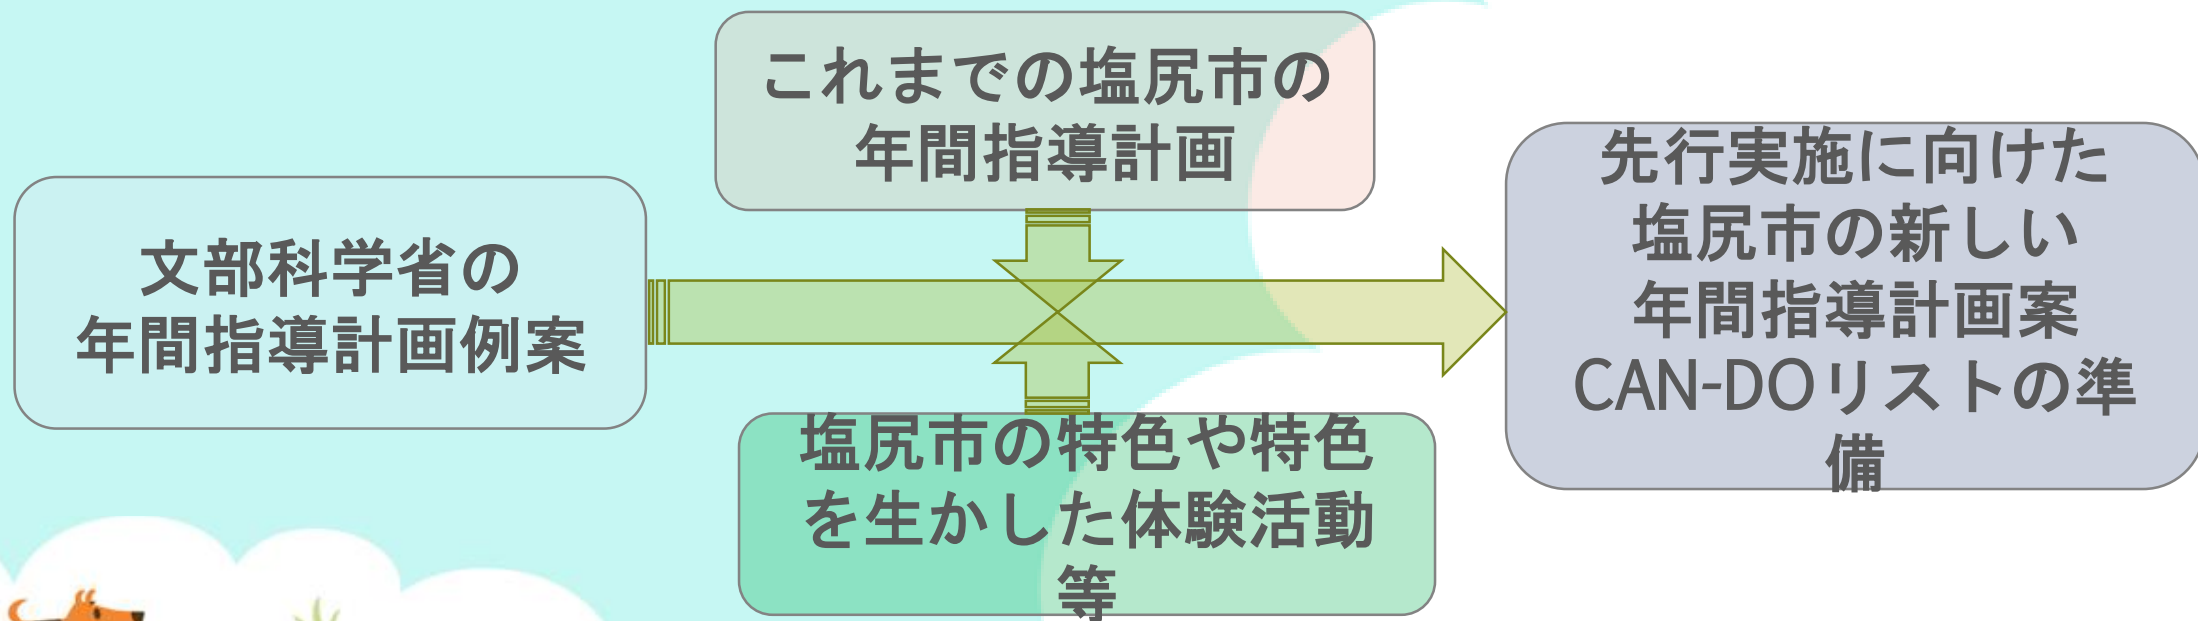 これまでの塩尻市の
年間指導計画
文部科学省の
年間指導計画例案
先行実施に向けた
塩尻市の新しい
年間指導計画案
CAN-DOリストの準
備
塩尻市の特色や特色
を生かした体験活動
等